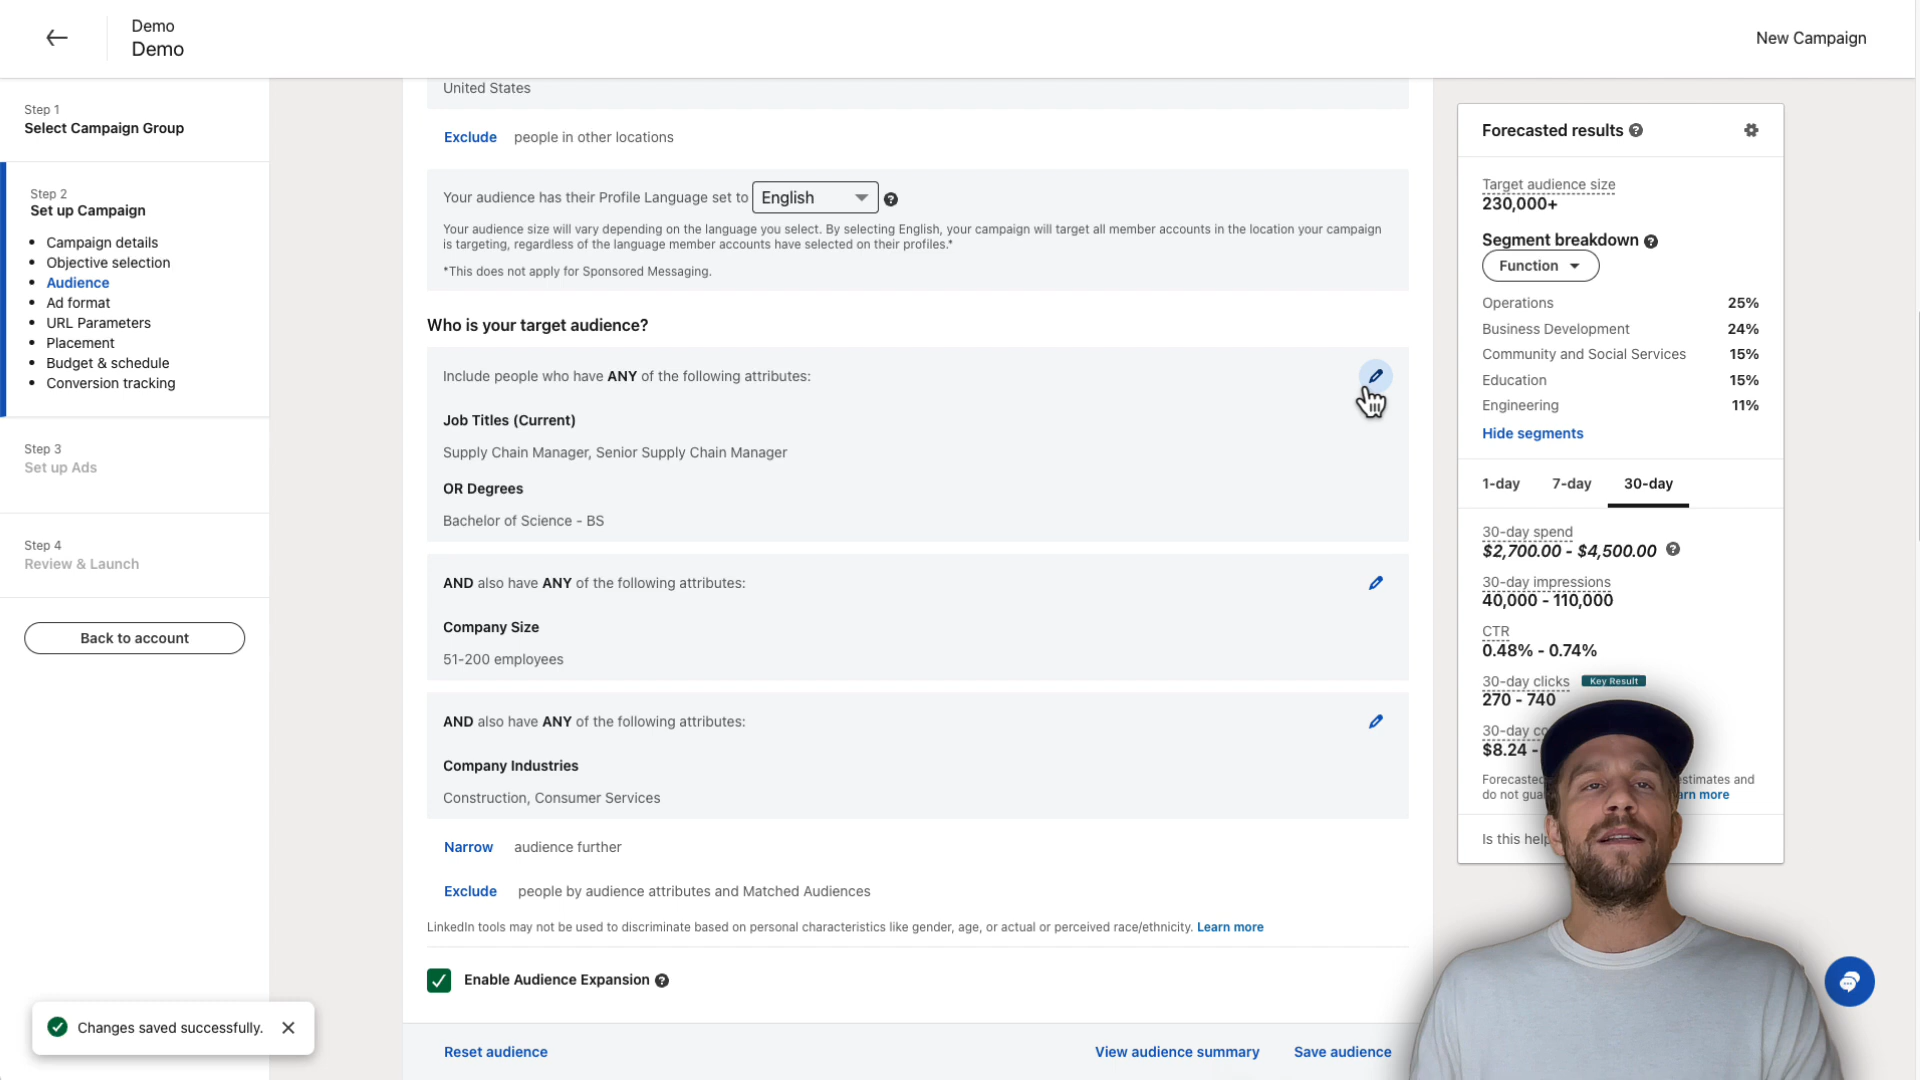 Demo
Demo
New Campaign
Step 1
Select Campaign Group
Step 2
Set up Campaign
Campaign details
Objective selection
Audience
Ad format
URL Parameters
Placement
Budget & schedule
Conversion tracking
Step 3
Set up Ads
Step 4
Review & Launch
Back to account
Changes saved successfully.
United States
Exclude people in other locations
Your audience has their Profile Language set to English
Your audience size will vary depending on the language you select. By selecting English, your campaign will target all member accounts in the location your campaign
is targeting, regardless of the language member accounts have selected on their profiles.*
*This does not apply for Sponsored Messaging.
Who is your target audience?
Include people who have ANY of the following attributes:
Job Titles (Current)
Supply Chain Manager, Senior Supply Chain Manager
OR Degrees
Bachelor of Science - BS
AND also have ANY of the following attributes:
Company Size
51-200 employees
AND also have ANY of the following attributes:
Company Industries
Construction, Consumer Services
Narrow audience further
Exclude people by audience attributes and Matched Audiences
LinkedIn tools may not be used to discriminate based on personal characteristics like gender, age, or actual or perceived race/ethnicity. Learn more
Enable Audience Expansion
Reset audience
View audience summary
Save audience
Forecasted results
Target audience size
230,000+
Segment breakdown
Function
Operations 25%
Business Development 24%
Community and Social Services 15%
Education 15%
Engineering 11%
Hide segments
1-day 7-day 30-day
30-day spend
$2,700.00 - $4,500.00
30-day impressions
40,000 - 110,000
CTR
0.48% - 0.74%
30-day clicks Key Result
270 - 740
30-day
$8.24 -
estimates and
do not
Is this